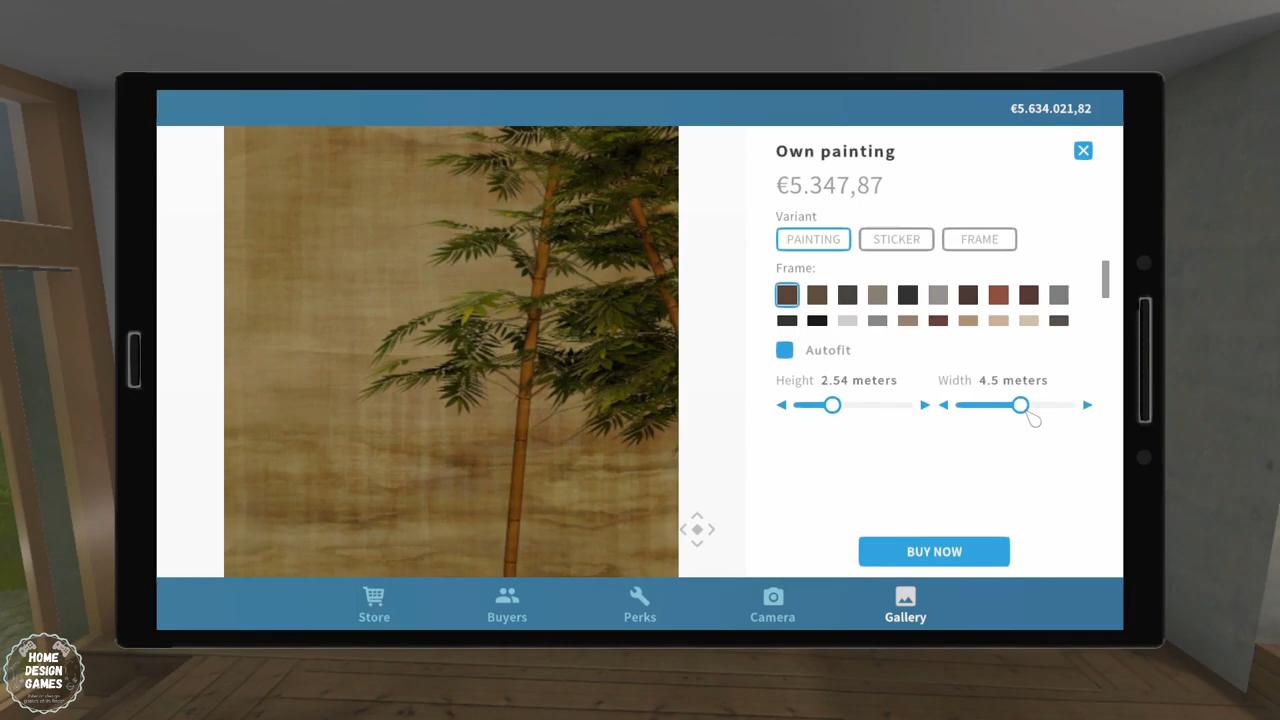 €5.634.021,82
Own painting
€5.347,87
Variant
PAINTING STICKER FRAME
Frame:
Autofit
Height 2.54 meters Width 4.5 meters
BUY NOW
Store Buyers Perks Camera Gallery
HOME
DESIGN
GAMES